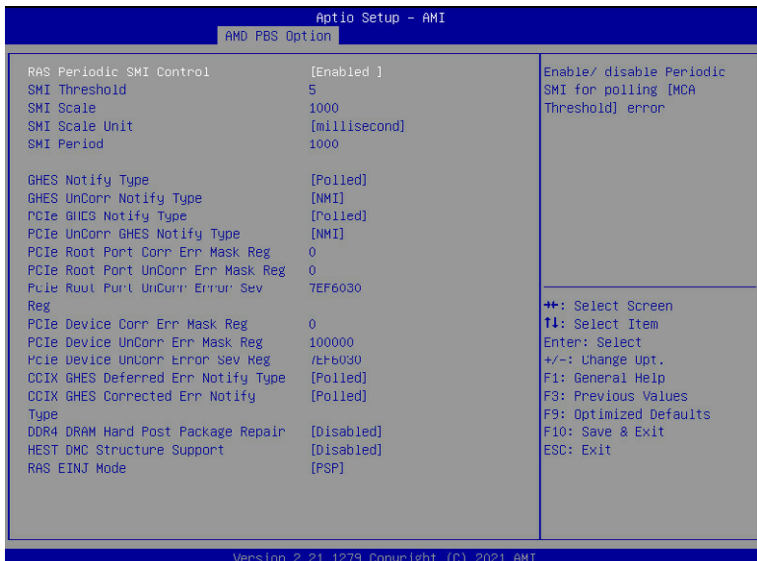 Aptio Setup – AMI
AMD PBS Option
RAS Periodic SMI Control [Enabled ]
SMI Threshold 5
SMI Scale 1000
SMI Scale Unit [millisecond]
SMI Period 1000
GHES Notify Type [Polled]
GHES UnCorr Notify Type [NMI]
PCIe GHES Notify Type [Polled]
PCIe UnCorr GHES Notify Type [NMI]
PCIe Root Port Corr Err Mask Reg 0
PCIe Root Port UnCorr Err Mask Reg 0
PCIe Root Port UnCorr Error Sev 7EF6030
Reg
PCIe Device Corr Err Mask Reg 0
PCIe Device UnCorr Err Mask Reg 100000
PCIe Device UnCorr Error Sev Reg 7EF6030
CCIX GHES Deferred Err Notify Type [Polled]
CCIX GHES Corrected Err Notify [Polled]
Type
DDR4 DRAM Hard Post Package Repair [Disabled]
HEST DMC Structure Support [Disabled]
RAS EINJ Mode [PSP]
Enable/ disable Periodic
SMI for polling [MCA
Threshold] error
→←: Select Screen
↑↓: Select Item
Enter: Select
+/-: Change Opt.
F1: General Help
F3: Previous Values
F9: Optimized Defaults
F10: Save & Exit
ESC: Exit
Version 2.21.1279 Copyright (C) 2021 AMI